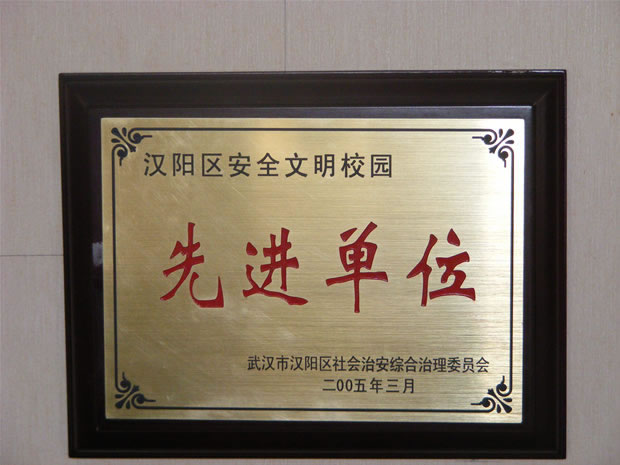 汉阳区安全文明校园
先进单位
武汉市汉阳区社会治安综合治理委员会
二00五年三月